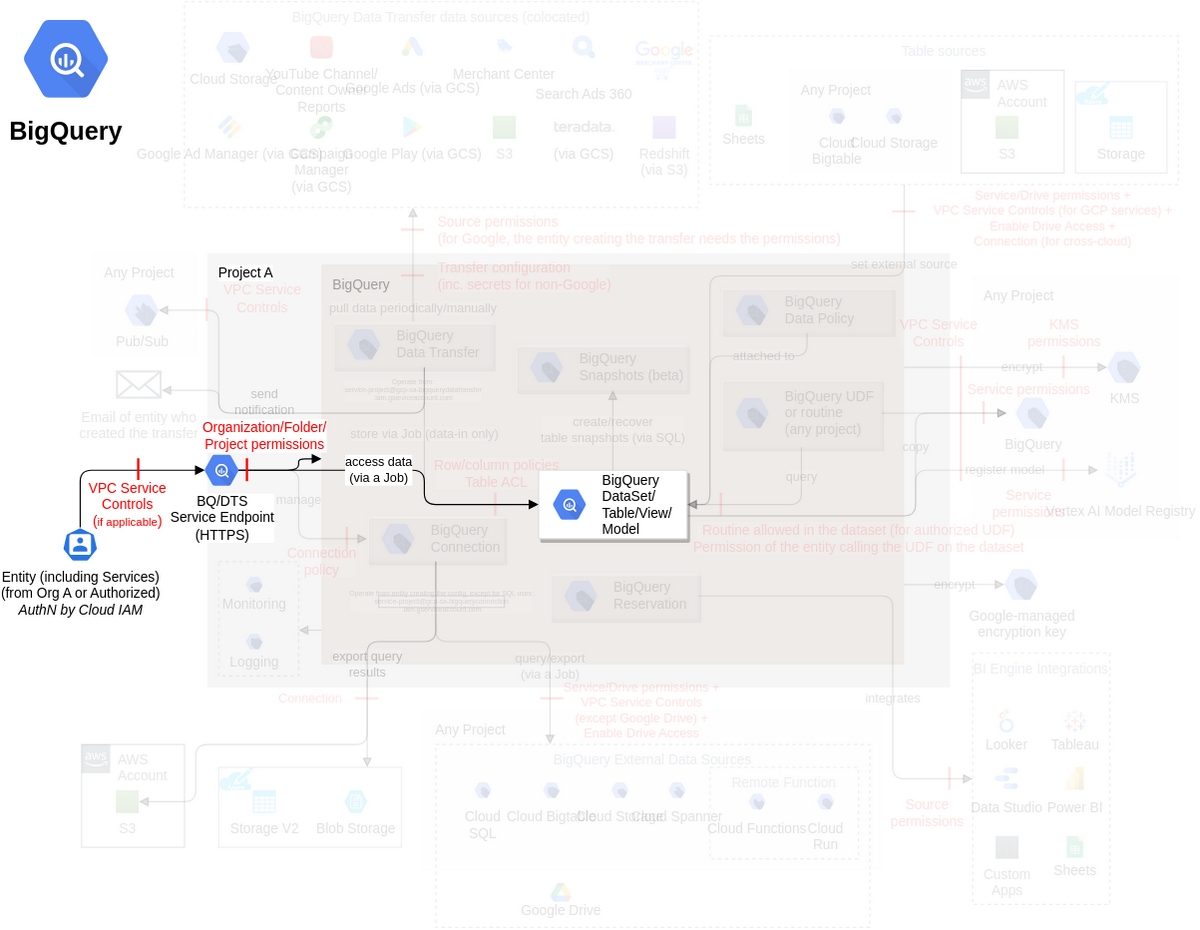 BigQuery
BigQuery Data Transfer data sources (colocated)
Cloud Storage
YouTube Channel/
Content Owner
Reports
Google Ads (via GCS)
Merchant Center
Search Ads 360
Google
Google Ad Manager (via GCS)
Campaign
Manager
(via GCS)
Google Play (via GCS)
S3
teradata.
(via GCS)
Redshift
(via S3)
Table sources
Sheets
Any Project
Cloud
Bigtable
Cloud Storage
aws
AWS
Account
S3
Storage
Source permissions
(for Google, the entity creating the transfer needs the permissions)
Service/Drive permissions +
VPC Service Controls (for GCP services) +
Enable Drive Access +
Connection (for cross-cloud)
Transfer configuration
(inc. secrets for non-Google)
set external source
Any Project
Pub/Sub
Project A
VPC Service
Controls
BigQuery
pull data periodically/manually
BigQuery
Data Transfer
BigQuery
Snapshots (beta)
BigQuery
Data Policy
attached to
BigQuery UDF
or routine
(any project)
Any Project
VPC Service
Controls
KMS
permissions
encrypt
KMS
Service permissions
BigQuery
copy
register model
Service
permissions
Vertex AI Model Registry
Email of entity who
created the transfer
send
notification
store via Job (data-in only)
create/recover
table snapshots (via SQL)
Organization/Folder/
Project permissions
access data
(via a Job)
Row/column policies
Table ACL
query
VPC Service
Controls
(if applicable)
BQ/DTS
Service Endpoint
(HTTPS)
manage
BigQuery
DataSet/
Table/View/
Model
Routine allowed in the dataset (for authorized UDF)
Permission of the entity calling the UDF on the dataset
Entity (including Services)
(from Org A or Authorized)
AuthN by Cloud IAM
Connection
policy
BigQuery
Connection
BigQuery
Reservation
Monitoring
Logging
encrypt
Google-managed
encryption key
export query
results
query/export
(via a Job)
Connection
Service/Drive permissions +
VPC Service Controls
(except Google Drive) +
Enable Drive Access
integrates
BI Engine Integrations
Looker
Tableau
Data Studio
Power BI
Custom
Apps
Sheets
Source
permissions
aws
AWS
Account
S3
Storage V2
Blob Storage
Any Project
BigQuery External Data Sources
Cloud
SQL
Cloud Bigtable
Cloud Storage
Cloud Spanner
Remote Function
Cloud Functions
Cloud
Run
Google Drive